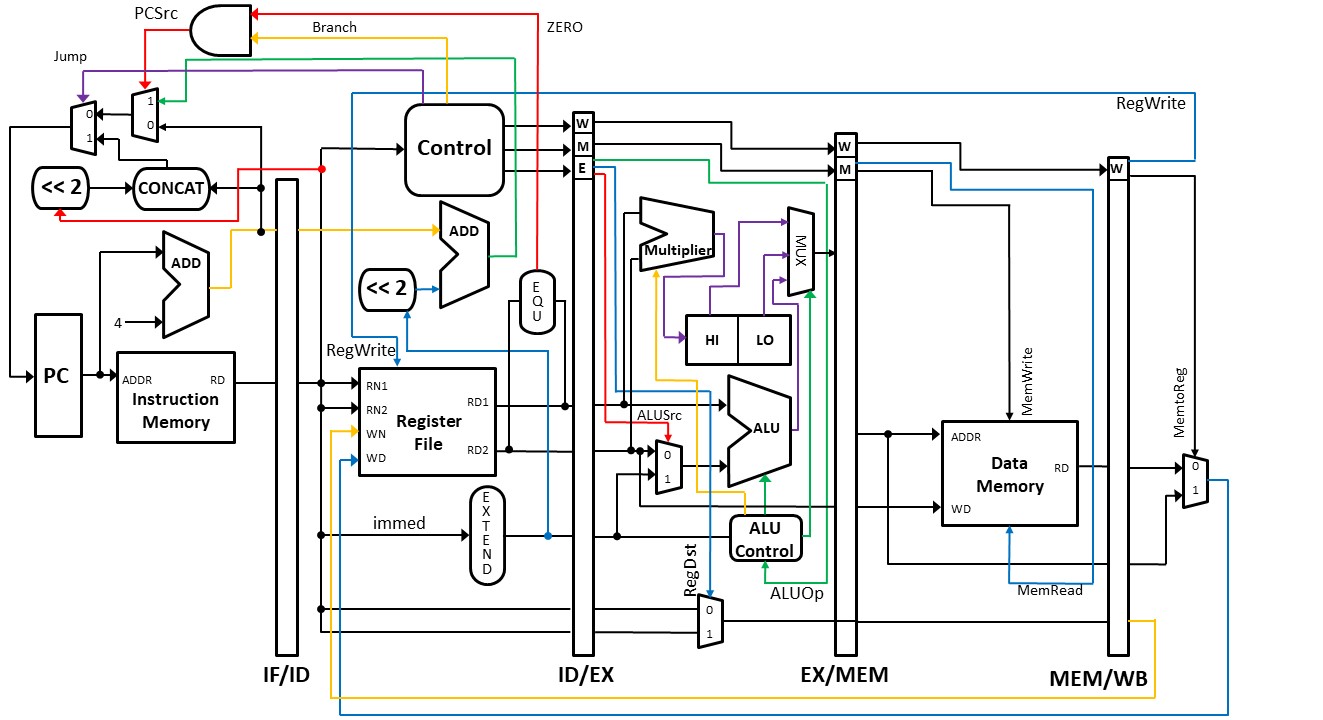 PCSrc
ZERO
Branch
Jump
RegWrite
1
0
0
1
Control
W
M
E
W
M
W
<< 2
CONCAT
ADD
ADD
Multiplier
MUX
<< 2
EQU
4
HI
LO
RegWrite
PC
ADDR
RD
Instruction
Memory
RN1
RN2
WN
WD
RD1
RD2
Register
File
ALUSrc
0
1
ALU
MemWrite
MemtoReg
ADDR
RD
WD
Data
Memory
0
1
EXTEND
immed
ALU
Control
RegDst
ALUOp
MemRead
0
1
IF/ID
ID/EX
EX/MEM
MEM/WB